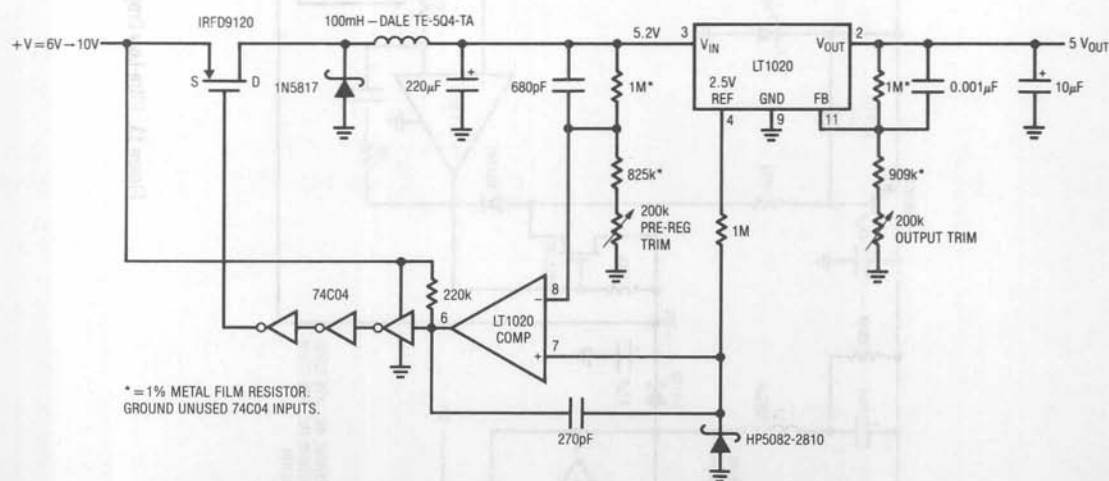 IRFD9120
100mH – DALE TE-5Q4-TA
+V=6V→10V
S
D
1N5817
220µF
+
680pF
1M*
5.2V
3
VIN
VOUT
2
LT1020
2.5V
REF
GND
FB
4
9
11
5 VOUT
1M*
0.001µF
+
10µF
825k*
909k*
200k
PRE-REG
TRIM
1M
200k
OUTPUT TRIM
74C04
220k
6
8
–
LT1020
COMP
7
+
*=1% METAL FILM RESISTOR.
GROUND UNUSED 74C04 INPUTS.
270pF
HP5082-2810